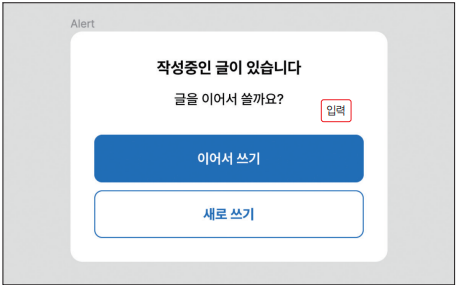 Alert
작성중인 글이 있습니다
글을 이어서 쓸까요?
입력
이어서 쓰기
새로 쓰기